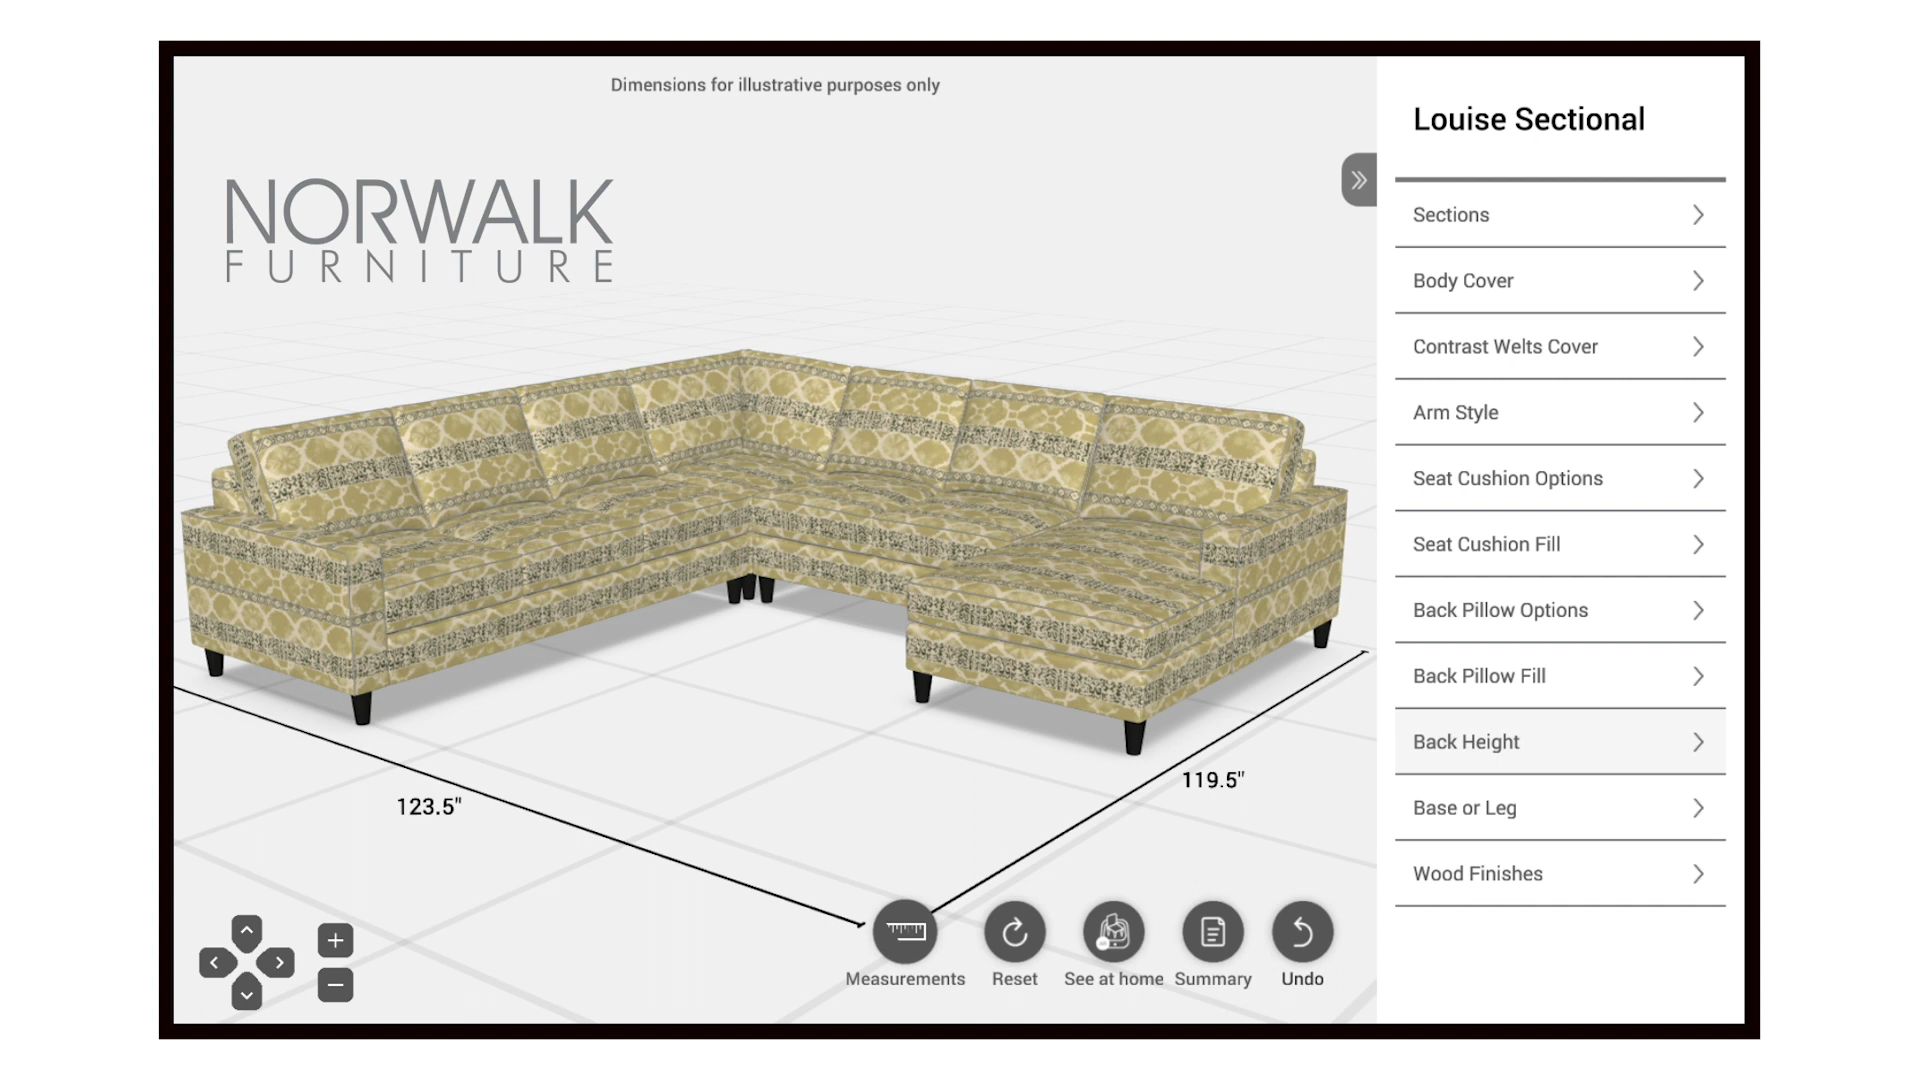 Dimensions for illustrative purposes only
NORWALK
FURNITURE
123.5"
119.5"
Measurements
Reset
See at home
Summary
Undo
Louise Sectional
Sections
Body Cover
Contrast Welts Cover
Arm Style
Seat Cushion Options
Seat Cushion Fill
Back Pillow Options
Back Pillow Fill
Back Height
Base or Leg
Wood Finishes